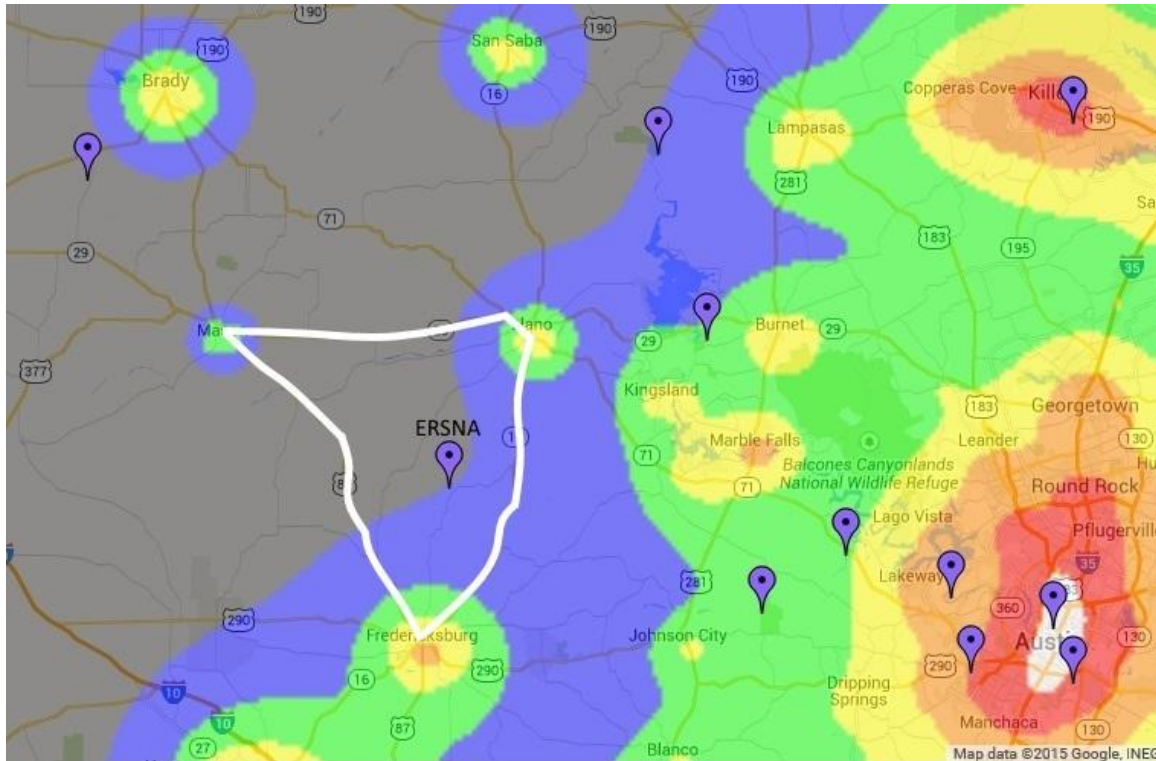 190
190
San Saba
190
Brady
190
16
Copperas Cove
190
Lampasas
281
71
183
195
29
35
29
Burnet
29
377
Kingsland
183
Georgetown
130
Leander
ERSNA
Marble Falls
71
Balcones Canyonlands
National Wildlife Refuge
71
Round Rock
Lago Vista
Pflugerville
35
281
Lakeway
360
290
Fredericksburg
Johnson City
130
290
290
16
10
Dripping
Springs
10
87
27
Manchaca
130
Blanco
Map data ©2015 Google, INEG